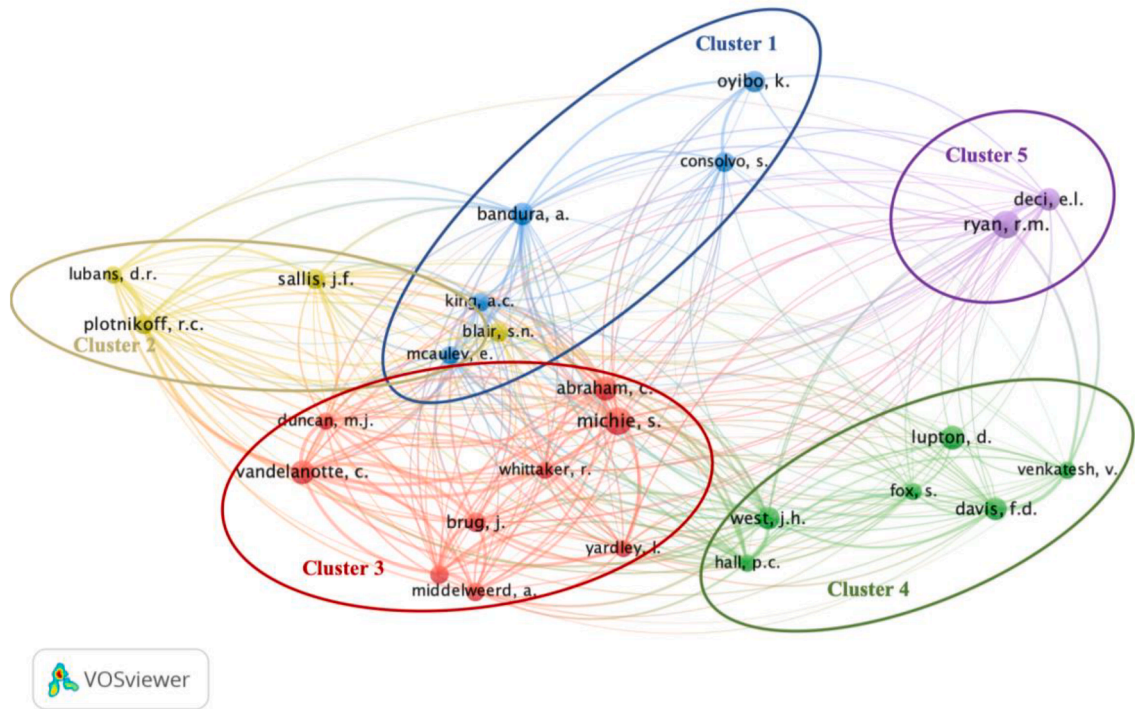 Cluster 1
oyibo, k.
consolvo, s.
Cluster 5
deci, e.l.
ryan, r.m.
bandura, a.
lubans, d.r.
sallis, j.f.
king, a.c.
plotnikoff, r.c.
blair, s.n.
Cluster 2
mcauley, e.
abraham, c.
duncan, m.j.
michie, s.
lupton, d.
vandelanotte, c.
whittaker, r.
venkatesh, v.
fox, s.
davis, f.d.
brug, j.
west, j.h.
yardley, l.
hall, p.c.
Cluster 3
middelweerd, a.
Cluster 4
VOSviewer